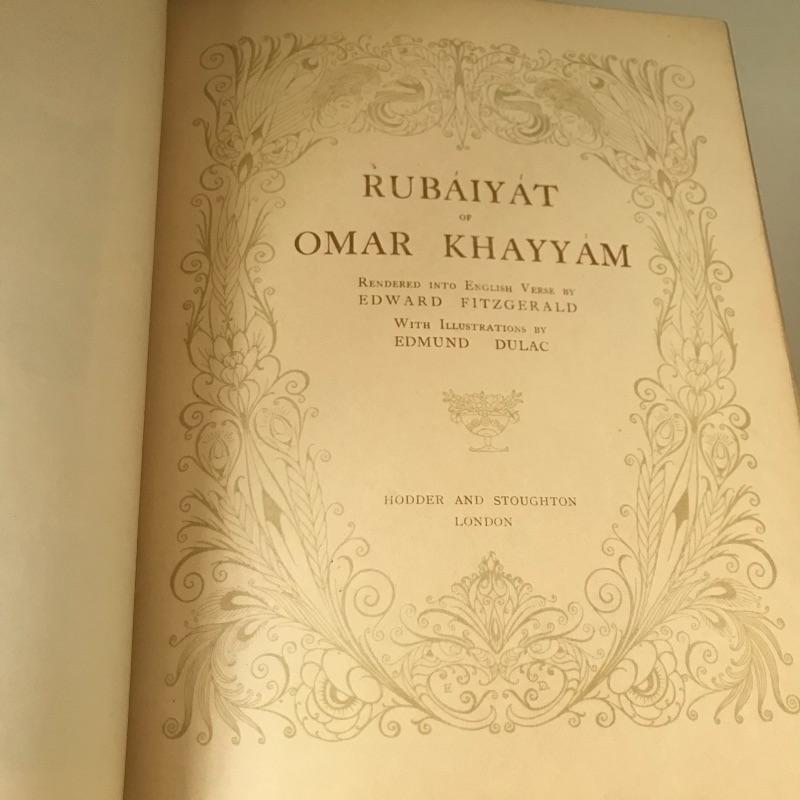 RUBÁIYÁT
OF
OMAR KHAYYÁM
RENDERED INTO ENGLISH VERSE BY
EDWARD FITZGERALD
WITH ILLUSTRATIONS BY
EDMUND DULAC
HODDER AND STOUGHTON
LONDON
E D